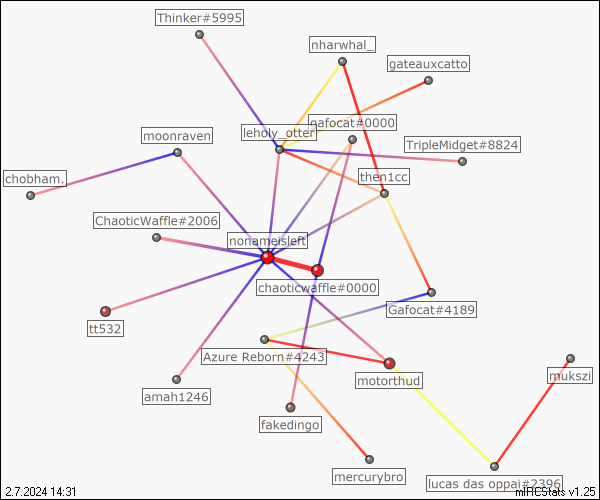 Thinker#5995
nharwhal_
gateauxcatto
gafocat#0000
leholy_otter
moonraven
TripleMidget#8824
chobham.
then1cc
ChaoticWaffle#2006
nonameisleft
chaoticwaffle#0000
Gafocat#4189
tt532
Azure Reborn#4243
motorthud
mukszi
amah1246
fakedingo
mercurybro
lucas das oppai#2396
2.7.2024 14:31
mIRCStats v1.25